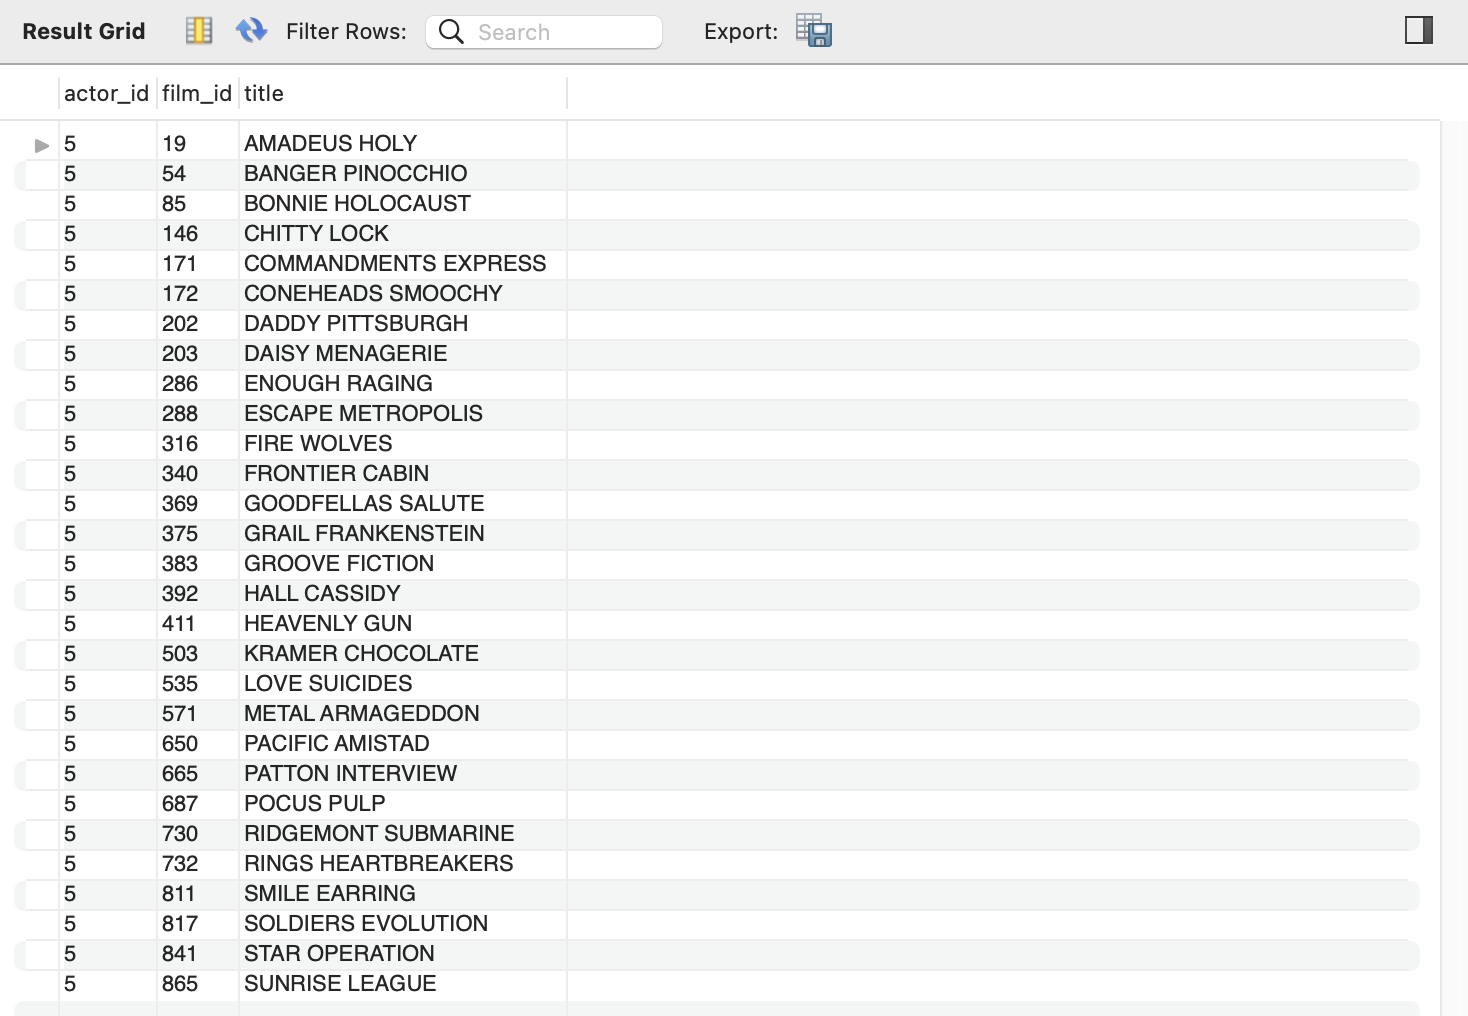 Result Grid Filter Rows: Search Export:
actor_id film_id title
5 19 AMADEUS HOLY
5 54 BANGER PINOCCHIO
5 85 BONNIE HOLOCAUST
5 146 CHITTY LOCK
5 171 COMMANDMENTS EXPRESS
5 172 CONEHEADS SMOOCHY
5 202 DADDY PITTSBURGH
5 203 DAISY MENAGERIE
5 286 ENOUGH RAGING
5 288 ESCAPE METROPOLIS
5 316 FIRE WOLVES
5 340 FRONTIER CABIN
5 369 GOODFELLAS SALUTE
5 375 GRAIL FRANKENSTEIN
5 383 GROOVE FICTION
5 392 HALL CASSIDY
5 411 HEAVENLY GUN
5 503 KRAMER CHOCOLATE
5 535 LOVE SUICIDES
5 571 METAL ARMAGEDDON
5 650 PACIFIC AMISTAD
5 665 PATTON INTERVIEW
5 687 POCUS PULP
5 730 RIDGEMONT SUBMARINE
5 732 RINGS HEARTBREAKERS
5 811 SMILE EARRING
5 817 SOLDIERS EVOLUTION
5 841 STAR OPERATION
5 865 SUNRISE LEAGUE